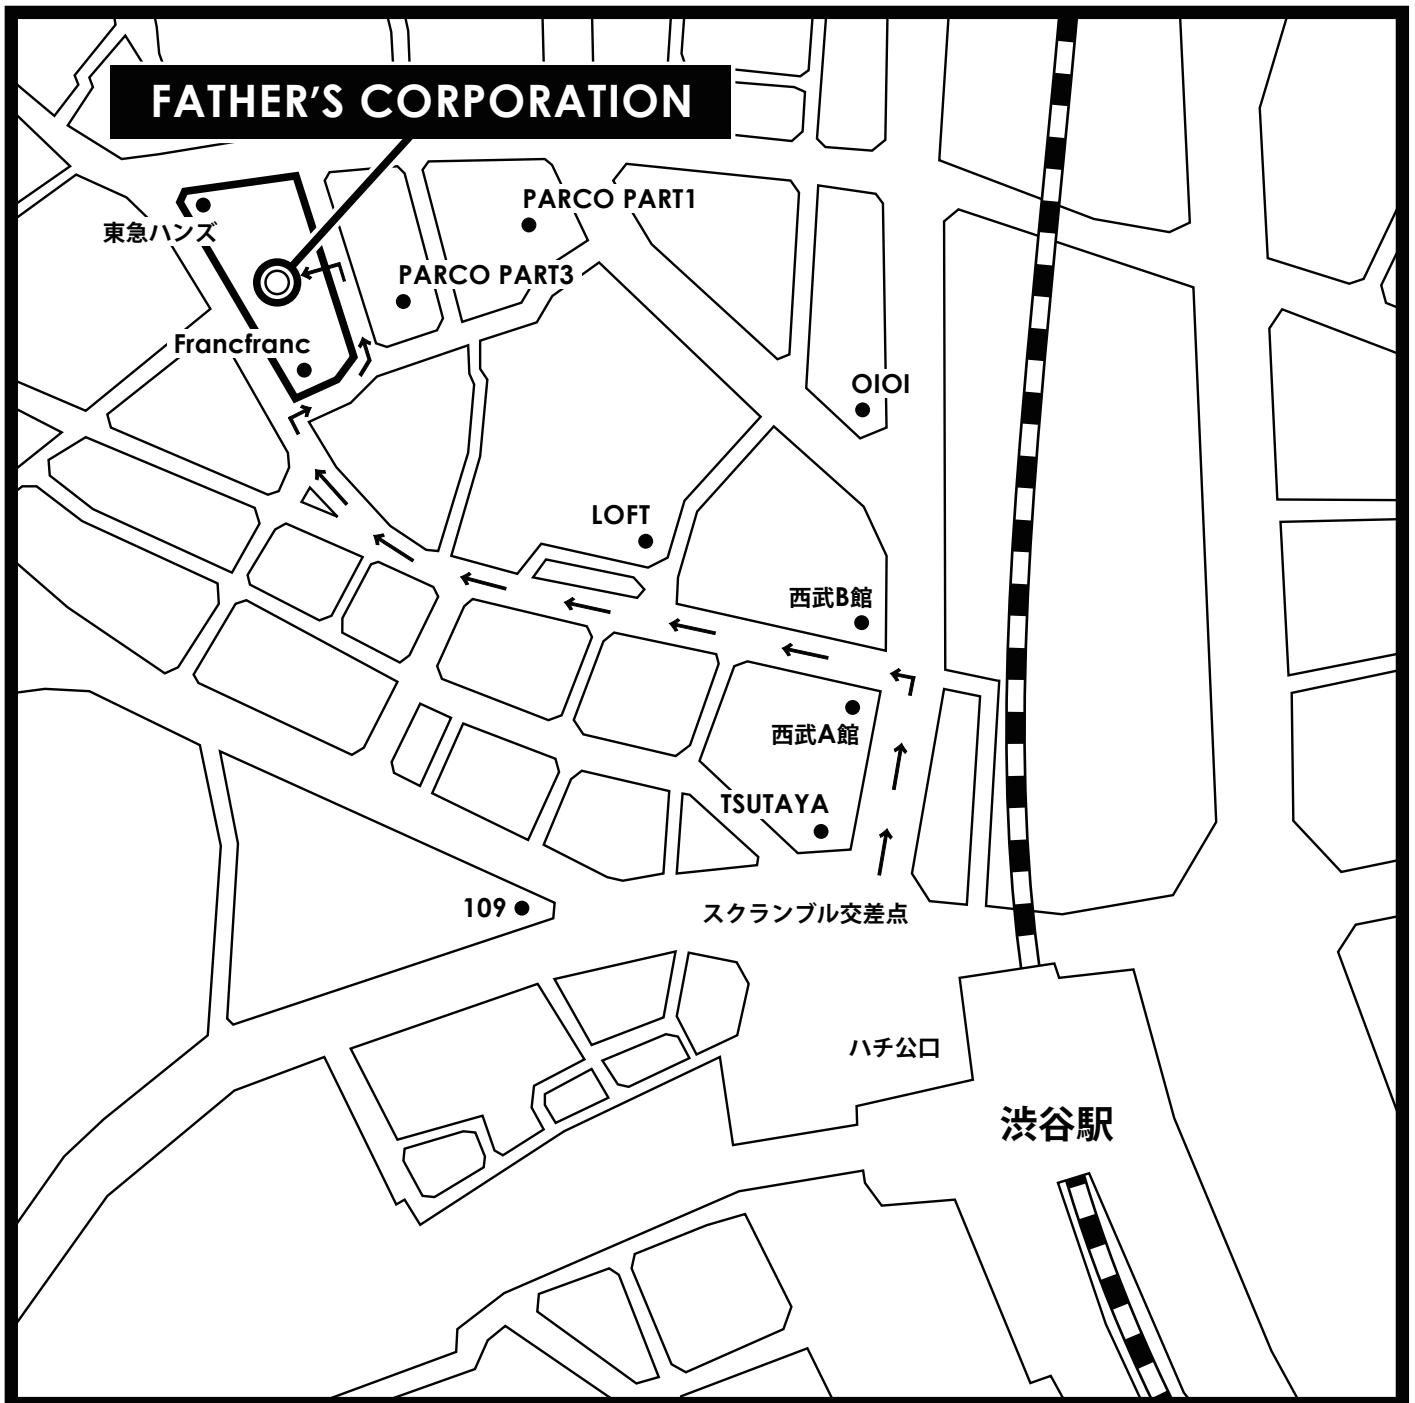 FATHER'S CORPORATION
PARCO PART1
東急ハンズ
PARCO PART3
Francfranc
OIOI
LOFT
西武B館
西武A館
TSUTAYA
109
スクランブル交差点
ハチ公口
渋谷駅